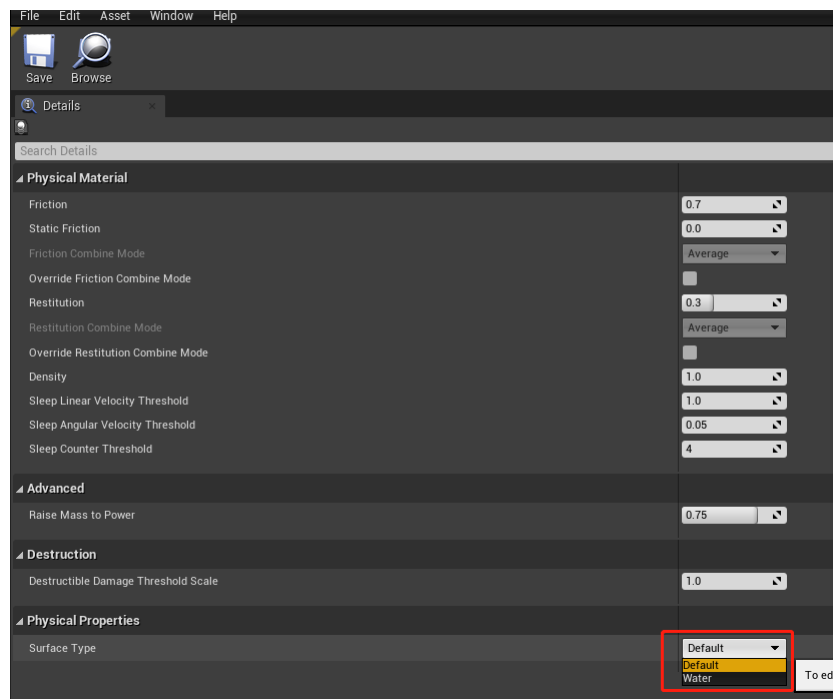 File Edit Asset Window Help
Save Browse
Details
Search Details
Physical Material
Friction 0.7
Static Friction 0.0
Friction Combine Mode Average
Override Friction Combine Mode
Restitution 0.3
Restitution Combine Mode Average
Override Restitution Combine Mode
Density 1.0
Sleep Linear Velocity Threshold 1.0
Sleep Angular Velocity Threshold 0.05
Sleep Counter Threshold 4
Advanced
Raise Mass to Power 0.75
Destruction
Destructible Damage Threshold Scale 1.0
Physical Properties
Surface Type Default
Default
Water To ed